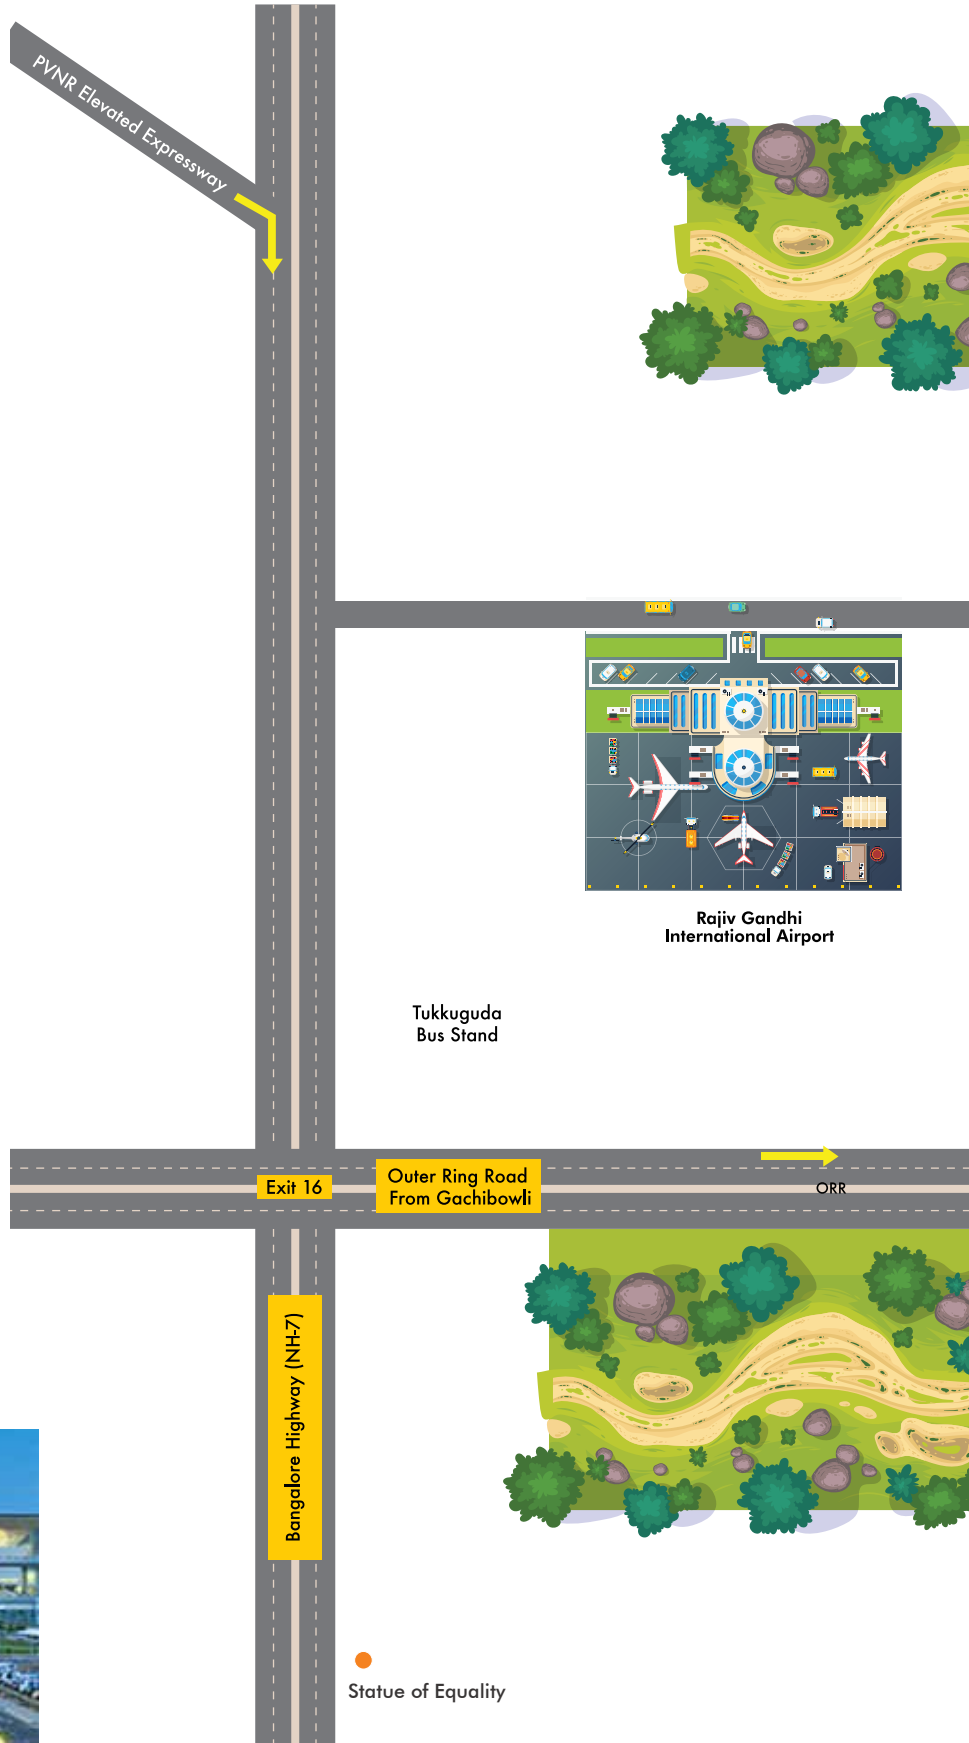 PVNR Elevated Expressway
Rajiv Gandhi
International Airport
Tukkuguda
Bus Stand
Exit 16
Outer Ring Road
From Gachibowli
ORR
Bangalore Highway (NH-7)
Statue of Equality